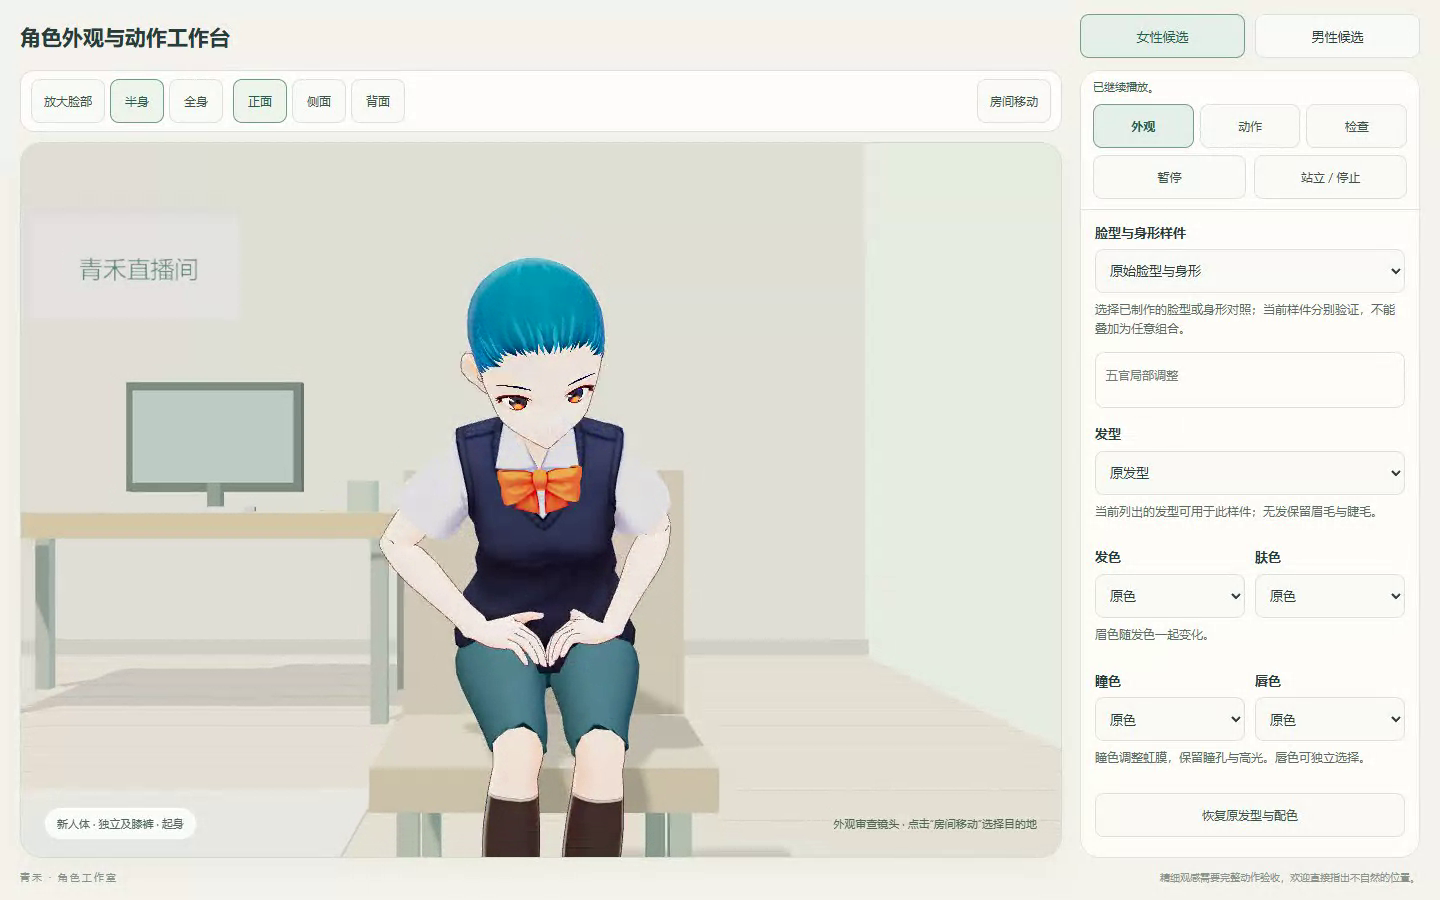 角色外观与动作工作台
女性候选
男性候选
放大脸部
半身
全身
正面
侧面
背面
房间移动
已继续播放。
外观
动作
检查
暂停
站立 / 停止
青禾直播间
脸型与身形样件
原始脸型与身形
选择已制作的脸型或身形对照；当前样件分别验证，不能
叠加为任意组合。
五官局部调整
发型
原发型
当前列出的发型可用于此样件；无发保留眉毛与睫毛。
发色
肤色
原色
原色
眉色随发色一起变化。
瞳色
唇色
原色
原色
瞳色调整虹膜，保留瞳孔与高光。唇色可独立选择。
恢复原发型与配色
新人体 · 独立及膝裤 · 起身
外观审查镜头 · 点击“房间移动”选择目的地
青禾 · 角色工作室
精细观感需要完整动作验收，欢迎直接指出不自然的位置。